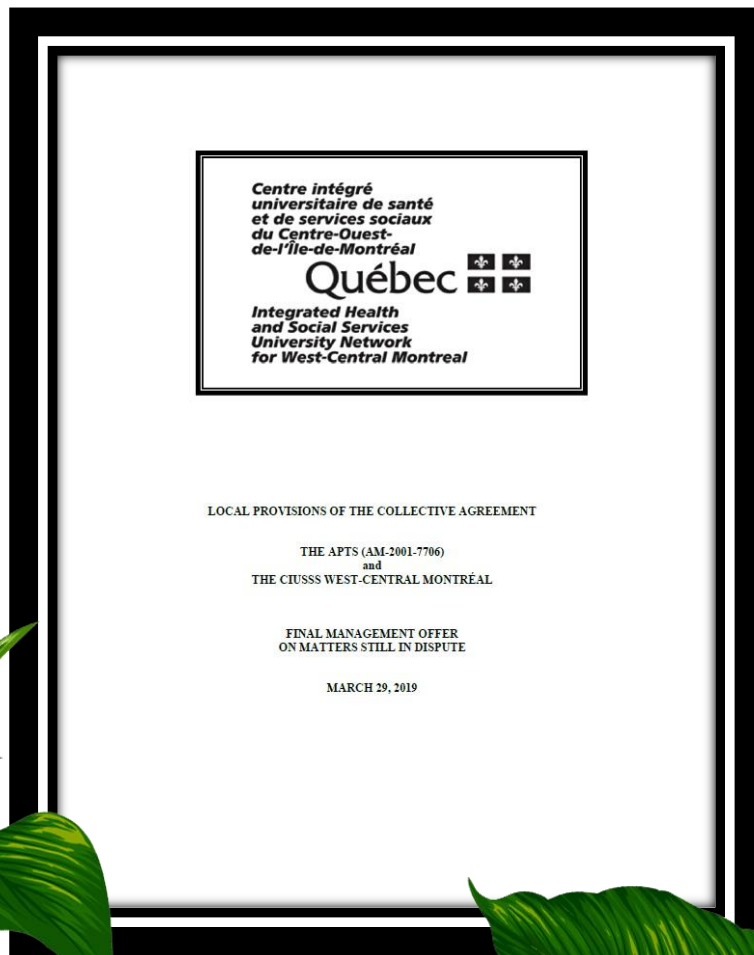 Centre intégré
universitaire de santé
et de services sociaux
du Centre-Ouest-
de-l'Île-de-Montréal
Québec
Integrated Health
and Social Services
University Network
for West-Central Montreal
LOCAL PROVISIONS OF THE COLLECTIVE AGREEMENT
THE APTS (AM-2001-7706)
and
THE CIUSSS WEST-CENTRAL MONTRÉAL
FINAL MANAGEMENT OFFER
ON MATTERS STILL IN DISPUTE
MARCH 29, 2019